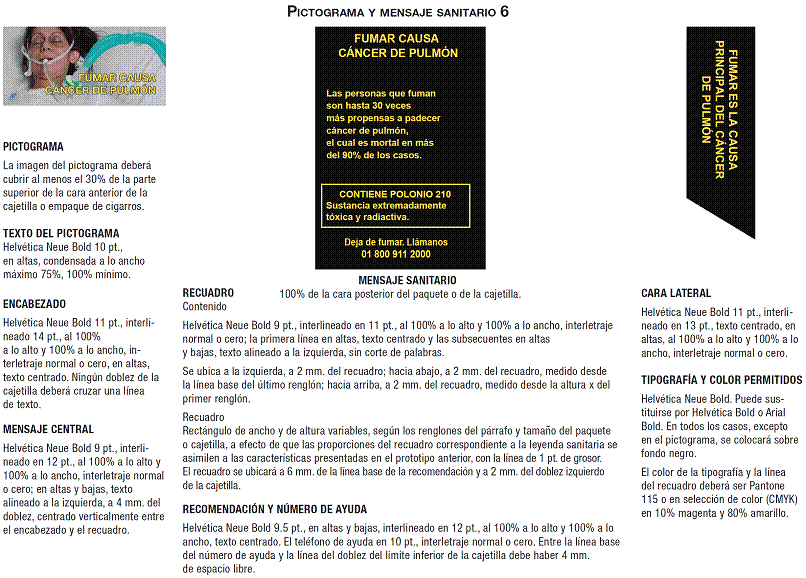 PICTOGRAMA Y MENSAJE SANITARIO 6
FUMAR CAUSA
CÁNCER DE PULMÓN
PICTOGRAMA
La imagen del pictograma deberá
cubrir al menos el 30% de la parte
superior de la cara anterior de la
cajetilla o empaque de cigarros.
TEXTO DEL PICTOGRAMA
Helvética Neue Bold 10 pt.,
en altas, condensada a lo ancho
máximo 75%, 100% mínimo.
ENCABEZADO
Helvética Neue Bold 11 pt., interli-
neado 14 pt., al 100%
a lo alto y 100% a lo ancho, in-
terletraje normal o cero, en altas,
texto centrado. Ningún doblez de la
cajetilla deberá cruzar una línea
de texto.
MENSAJE CENTRAL
Helvética Neue Bold 9 pt., interli-
neado en 12 pt., al 100% a lo alto y
100% a lo ancho, interletraje normal
o cero; en altas y bajas, texto
alineado a la izquierda, a 4 mm. del
doblez, centrado verticalmente entre
el encabezado y el recuadro.
FUMAR CAUSA
CÁNCER DE PULMÓN
Las personas que fuman
son hasta 30 veces
más propensas a padecer
cáncer de pulmón,
el cual es mortal en más
del 90% de los casos.
CONTIENE POLONIO 210
Sustancia extremadamente
tóxica y radiactiva.
Deja de fumar. Llámanos
01 800 911 2000
MENSAJE SANITARIO
100% de la cara posterior del paquete o de la cajetilla.
RECUADRO
Contenido
Helvética Neue Bold 9 pt., interlineado en 11 pt., al 100% a lo alto y 100% a lo ancho, interletraje
normal o cero; la primera línea en altas, texto centrado y las subsecuentes en altas
y bajas, texto alineado a la izquierda, sin corte de palabras.
Se ubica a la izquierda, a 2 mm. del recuadro; hacia abajo, a 2 mm. del recuadro, medido desde
la línea base del último renglón; hacia arriba, a 2 mm. del recuadro, medido desde la altura x del
primer renglón.
Recuadro
Rectángulo de ancho y de altura variables, según los renglones del párrafo y tamaño del paquete
o cajetilla, a efecto de que las proporciones del recuadro correspondiente a la leyenda sanitaria se
asimilen a las características presentadas en el prototipo anterior, con la línea de 1 pt. de grosor.
El recuadro se ubicará a 6 mm. de la línea base de la recomendación y a 2 mm. del doblez izquierdo
de la cajetilla.
RECOMENDACIÓN Y NÚMERO DE AYUDA
Helvética Neue Bold 9.5 pt., en altas y bajas, interlineado en 12 pt., al 100% a lo alto y 100% a lo
ancho, texto centrado. El teléfono de ayuda en 10 pt., interletraje normal o cero. Entre la línea base
del número de ayuda y la línea del doblez del límite inferior de la cajetilla debe haber 4 mm.
de espacio libre.
FUMAR ES LA CAUSA
PRINCIPAL DEL CÁNCER
DE PULMÓN
CARA LATERAL
Helvética Neue Bold 11 pt., interli-
neado en 13 pt., texto centrado, en
altas, al 100% a lo alto y 100% a lo
ancho, interletraje normal o cero.
TIPOGRAFÍA Y COLOR PERMITIDOS
Helvética Neue Bold. Puede sus-
tituirse por Helvética Bold o Arial
Bold. En todos los casos, excepto
en el pictograma, se colocará sobre
fondo negro.
El color de la tipografía y la línea
del recuadro deberá ser Pantone
115 o en selección de color (CMYK)
en 10% magenta y 80% amarillo.